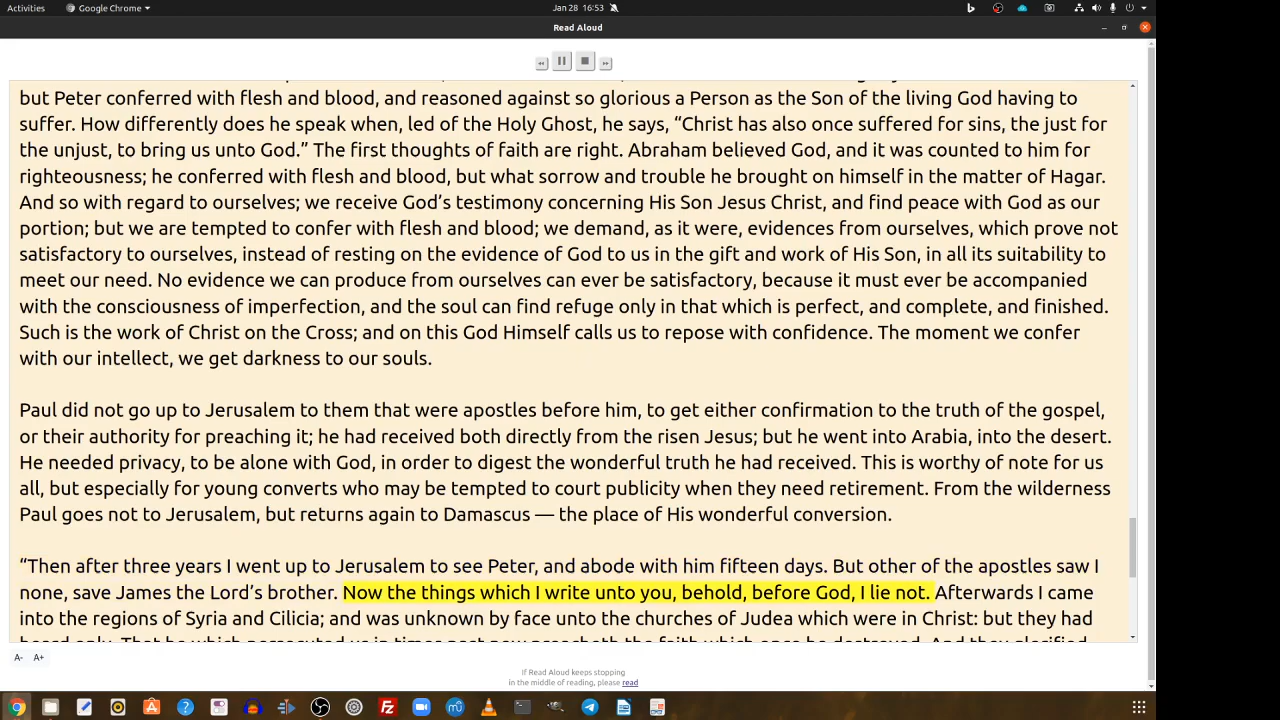 Activities
Google Chrome
Jan 28 16:53
Read Aloud
but Peter conferred with flesh and blood, and reasoned against so glorious a Person as the Son of the living God having to
suffer. How differently does he speak when, led of the Holy Ghost, he says, “Christ has also once suffered for sins, the just for
the unjust, to bring us unto God.” The first thoughts of faith are right. Abraham believed God, and it was counted to him for
righteousness; he conferred with flesh and blood, but what sorrow and trouble he brought on himself in the matter of Hagar.
And so with regard to ourselves; we receive God’s testimony concerning His Son Jesus Christ, and find peace with God as our
portion; but we are tempted to confer with flesh and blood; we demand, as it were, evidences from ourselves, which prove not
satisfactory to ourselves, instead of resting on the evidence of God to us in the gift and work of His Son, in all its suitability to
meet our need. No evidence we can produce from ourselves can ever be satisfactory, because it must ever be accompanied
with the consciousness of imperfection, and the soul can find refuge only in that which is perfect, and complete, and finished.
Such is the work of Christ on the Cross; and on this God Himself calls us to repose with confidence. The moment we confer
with our intellect, we get darkness to our souls.
Paul did not go up to Jerusalem to them that were apostles before him, to get either confirmation to the truth of the gospel,
or their authority for preaching it; he had received both directly from the risen Jesus; but he went into Arabia, into the desert.
He needed privacy, to be alone with God, in order to digest the wonderful truth he had received. This is worthy of note for us
all, but especially for young converts who may be tempted to court publicity when they need retirement. From the wilderness
Paul goes not to Jerusalem, but returns again to Damascus — the place of His wonderful conversion.
“Then after three years I went up to Jerusalem to see Peter, and abode with him fifteen days. But other of the apostles saw I
none, save James the Lord’s brother. Now the things which I write unto you, behold, before God, I lie not. Afterwards I came
into the regions of Syria and Cilicia; and was unknown by face unto the churches of Judea which were in Christ: but they had
heard only, That he which persecuted us in times past now preacheth the faith which once he destroyed. And they glorified
A-
A+
If Read Aloud keeps stopping
in the middle of reading, please read